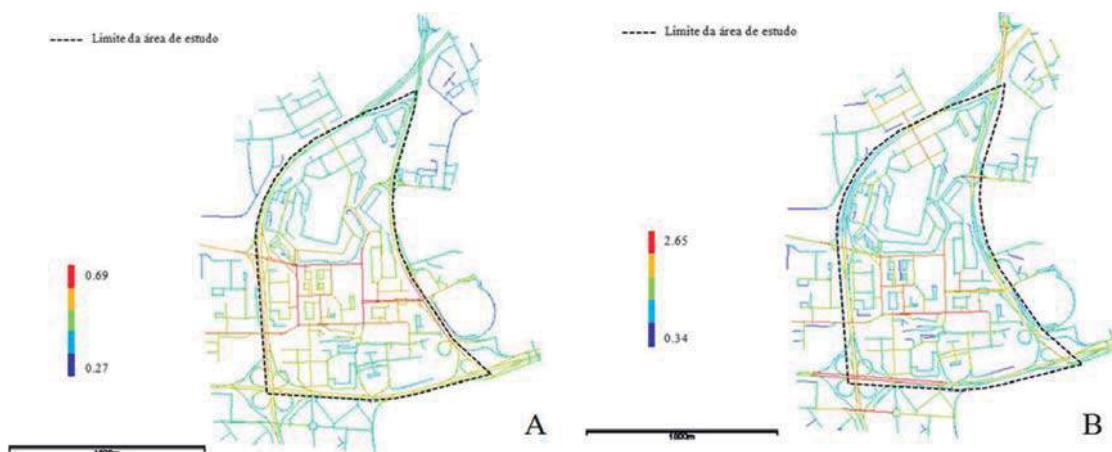 Limite da área de estudo
0.69
0.27
A
Limite da área de estudo
2.65
0.34
1000m
B